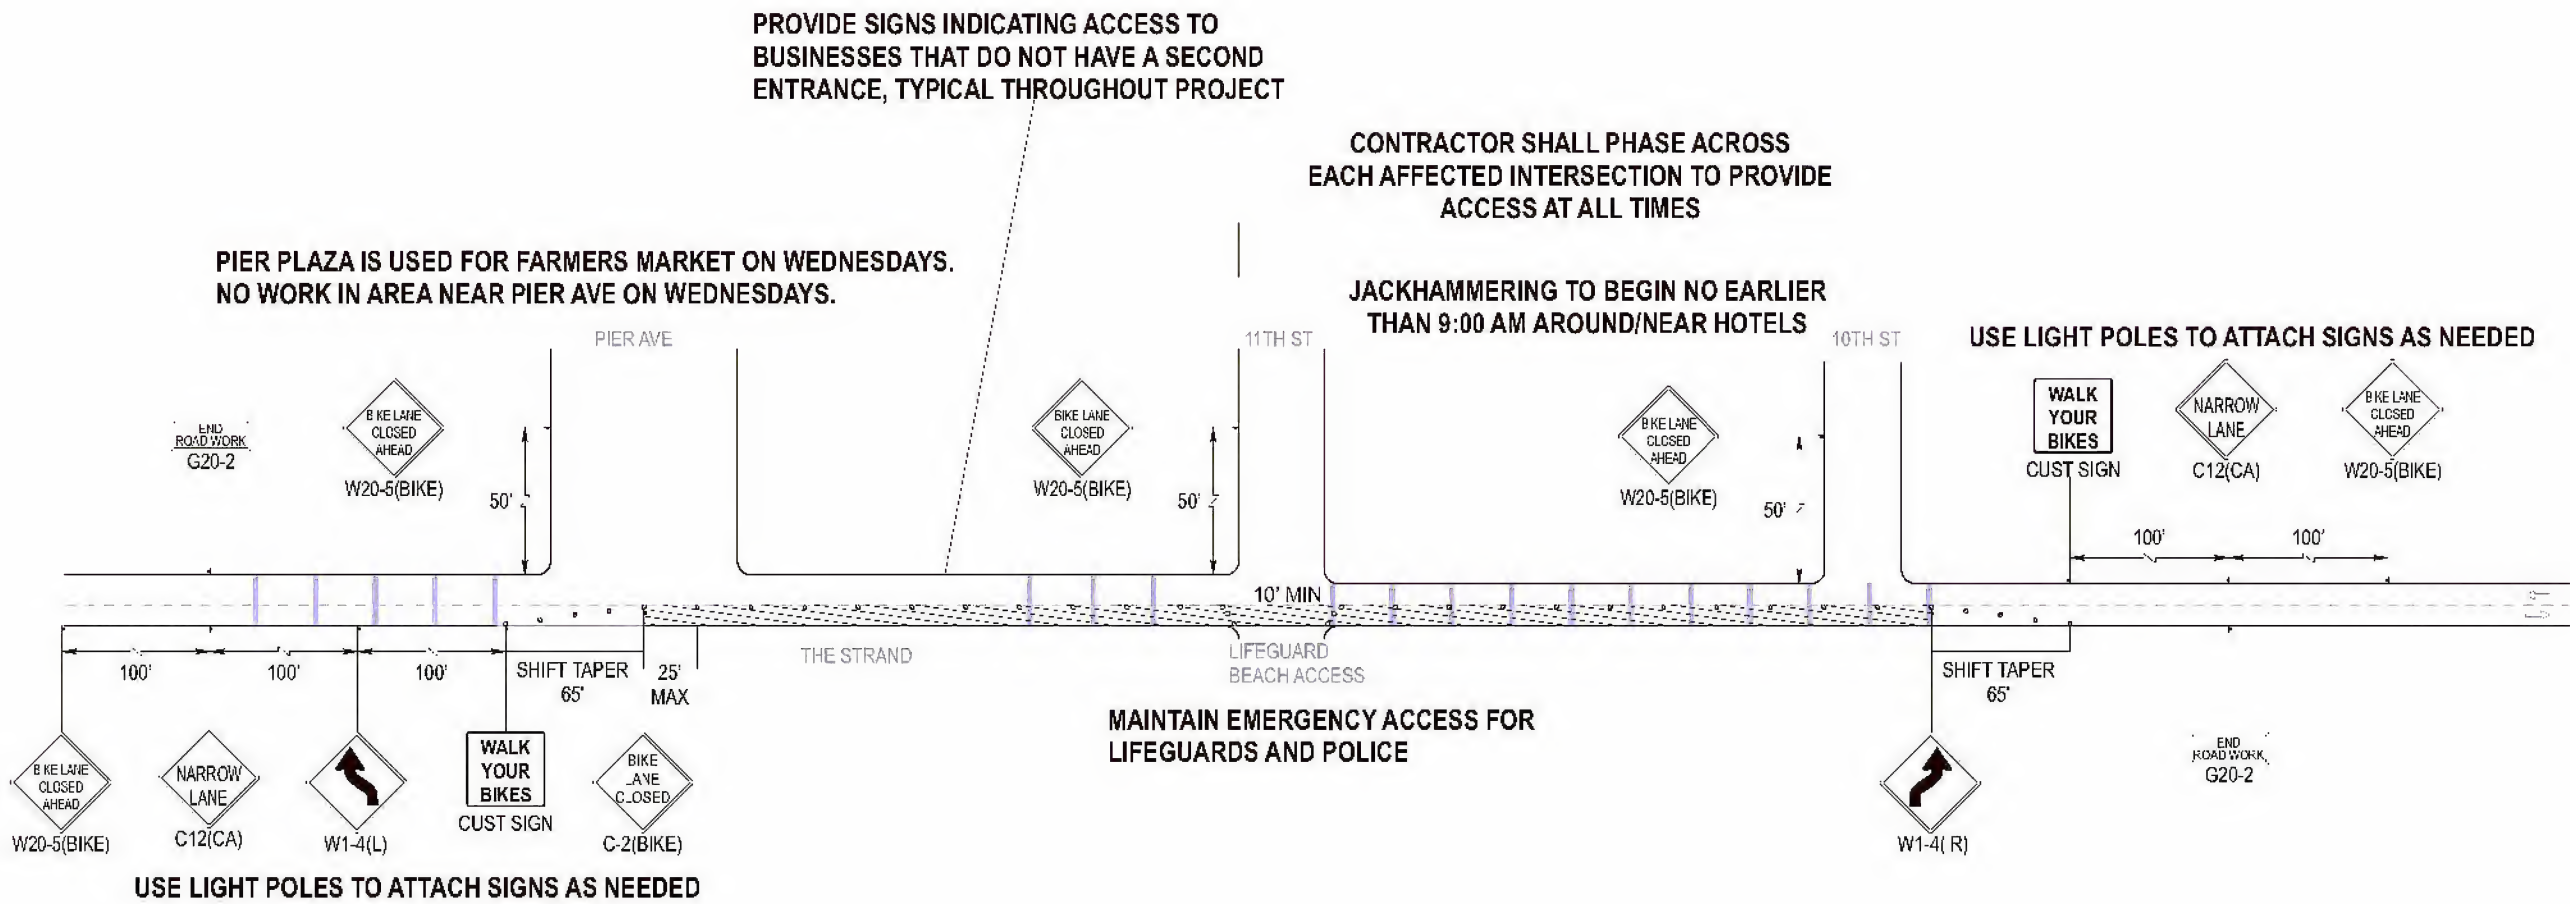 PROVIDE SIGNS INDICATING ACCESS TO
BUSINESSES THAT DO NOT HAVE A SECOND
ENTRANCE, TYPICAL THROUGHOUT PROJECT
CONTRACTOR SHALL PHASE ACROSS
EACH AFFECTED INTERSECTION TO PROVIDE
ACCESS AT ALL TIMES
PIER PLAZA IS USED FOR FARMERS MARKET ON WEDNESDAYS.
NO WORK IN AREA NEAR PIER AVE ON WEDNESDAYS.
JACKHAMMERING TO BEGIN NO EARLIER
THAN 9:00 AM AROUND/NEAR HOTELS
PIER AVE
11TH ST
10TH ST
USE LIGHT POLES TO ATTACH SIGNS AS NEEDED
END
ROAD WORK
G20-2
BIKE LANE
CLOSED
AHEAD
W20-5(BIKE)
50'
BIKE LANE
CLOSED
AHEAD
W20-5(BIKE)
50'
BIKE LANE
CLOSED
AHEAD
W20-5(BIKE)
50'
WALK
YOUR
BIKES
CUST SIGN
NARROW
LANE
C12(CA)
BIKE LANE
CLOSED
AHEAD
W20-5(BIKE)
100'
100'
10' MIN
100'
100'
100'
SHIFT TAPER
65'
25'
MAX
THE STRAND
LIFEGUARD
BEACH ACCESS
SHIFT TAPER
65'
MAINTAIN EMERGENCY ACCESS FOR
LIFEGUARDS AND POLICE
BIKE LANE
CLOSED
AHEAD
W20-5(BIKE)
NARROW
LANE
C12(CA)
W1-4(L)
WALK
YOUR
BIKES
CUST SIGN
BIKE
LANE
CLOSED
C-2(BIKE)
W1-4( R)
END
ROAD WORK
G20-2
USE LIGHT POLES TO ATTACH SIGNS AS NEEDED